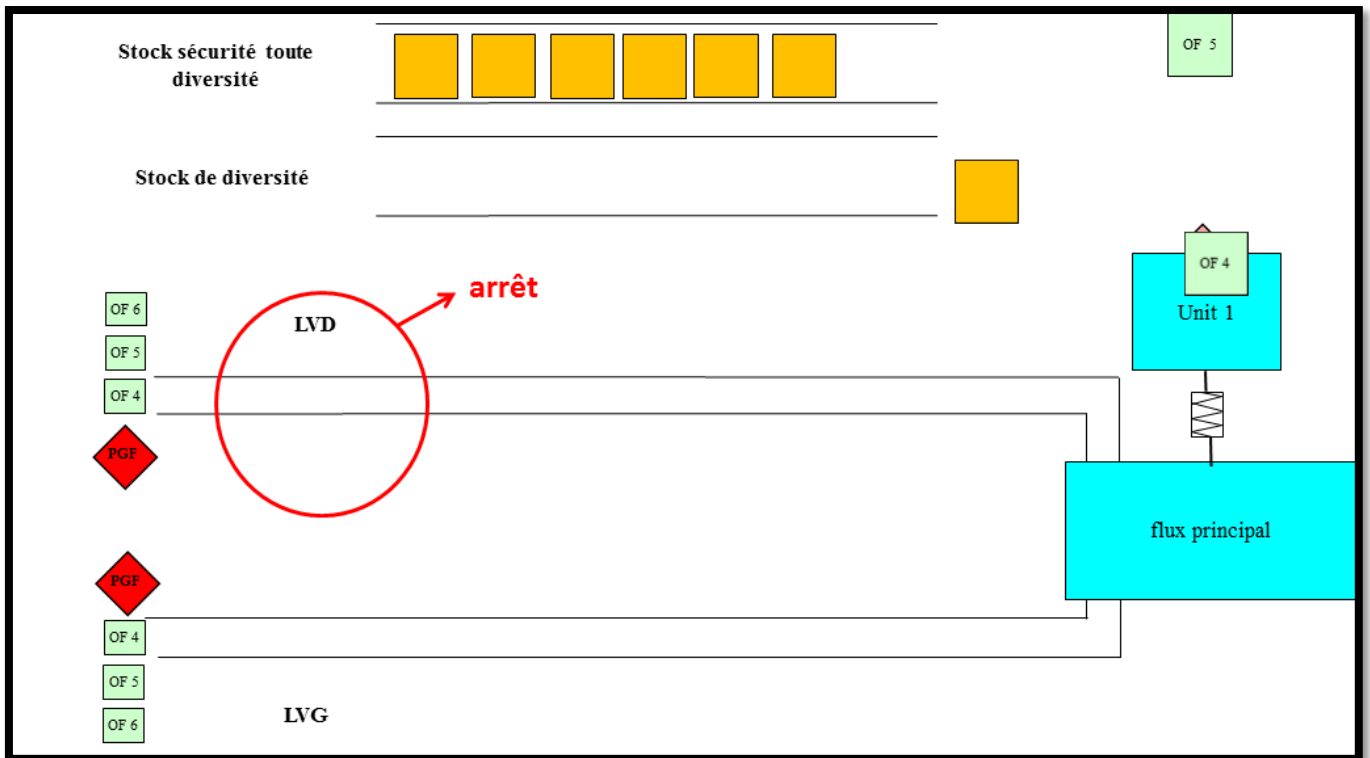 Stock sécurité toute
diversité
OF 5
Stock de diversité
OF 4
Unit 1
arrêt
OF 6
LVD
OF 5
OF 4
PGF
flux principal
PGF
OF 4
OF 5
LVG
OF 6